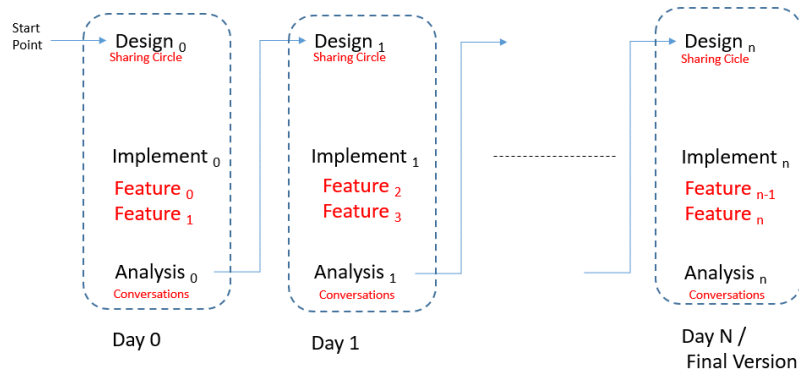 Start
Point
Design 0
Sharing Circle
Implement 0
Feature 0
Feature 1
Analysis 0
Conversations
Day 0
Design 1
Sharing Circle
Implement 1
Feature 2
Feature 3
Analysis 1
Conversations
Day 1
Design n
Sharing Cicle
Implement n
Feature n-1
Feature n
Analysis n
Conversations
Day N /
Final Version